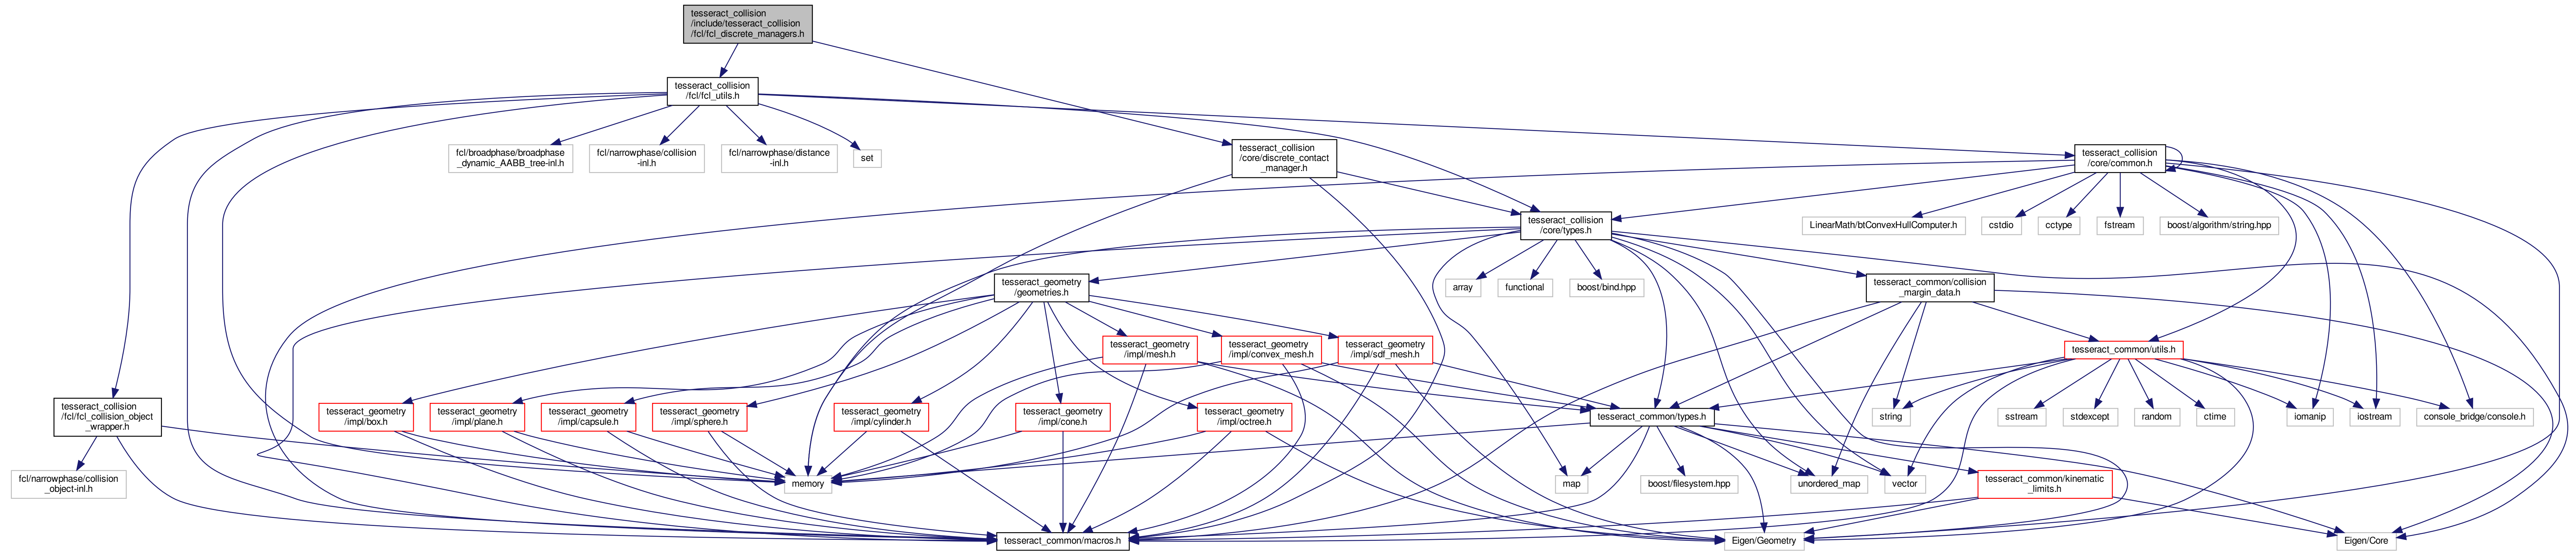 tesseract_collision
/include/tesseract_collision
/fcl/fcl_discrete_managers.h
tesseract_collision
/fcl/fcl_utils.h
fcl/broadphase/broadphase
_dynamic_AABB_tree-inl.h
fcl/narrowphase/collision
-inl.h
fcl/narrowphase/distance
-inl.h
set
tesseract_collision
/core/discrete_contact
_manager.h
tesseract_collision
/core/common.h
tesseract_collision
/core/types.h
LinearMath/btConvexHullComputer.h
cstdio
cctype
fstream
boost/algorithm/string.hpp
tesseract_geometry
/geometries.h
array
functional
boost/bind.hpp
tesseract_common/collision
_margin_data.h
tesseract_geometry
/impl/mesh.h
tesseract_geometry
/impl/convex_mesh.h
tesseract_geometry
/impl/sdf_mesh.h
tesseract_common/utils.h
tesseract_collision
/fcl/fcl_collision_object
_wrapper.h
tesseract_geometry
/impl/box.h
tesseract_geometry
/impl/plane.h
tesseract_geometry
/impl/capsule.h
tesseract_geometry
/impl/sphere.h
tesseract_geometry
/impl/cylinder.h
tesseract_geometry
/impl/cone.h
tesseract_geometry
/impl/octree.h
tesseract_common/types.h
string
sstream
stdexcept
random
ctime
iomanip
iostream
console_bridge/console.h
fcl/narrowphase/collision
_object-inl.h
memory
map
boost/filesystem.hpp
unordered_map
vector
tesseract_common/kinematic
_limits.h
tesseract_common/macros.h
Eigen/Geometry
Eigen/Core